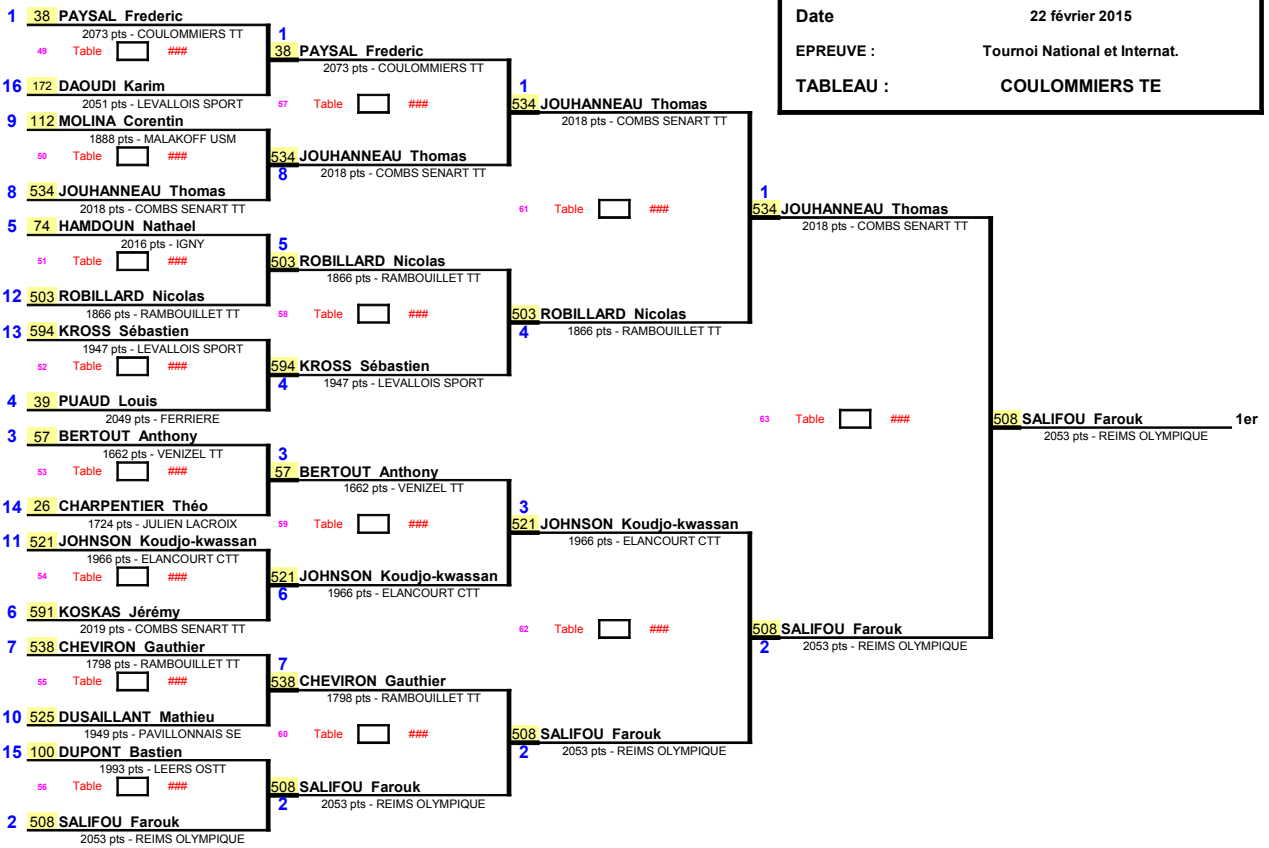 Date 22 février 2015
EPREUVE : Tournoi National et Internat.
TABLEAU : COULOMMIERS TE
1 38 PAYSAL Frederic
2073 pts - COULOMMIERS TT
49 Table ###
16 172 DAOUDI Karim
2051 pts - LEVALLOIS SPORT
9 112 MOLINA Corentin
1888 pts - MALAKOFF USM
50 Table ###
8 534 JOUHANNEAU Thomas
2018 pts - COMBS SENART TT
5 74 HAMDOUN Nathael
2016 pts - IGNY
51 Table ###
12 503 ROBILLARD Nicolas
1866 pts - RAMBOUILLET TT
13 594 KROSS Sébastien
1947 pts - LEVALLOIS SPORT
52 Table ###
4 39 PUAUD Louis
2049 pts - FERRIERE
3 57 BERTOUT Anthony
1662 pts - VENIZEL TT
53 Table ###
14 26 CHARPENTIER Théo
1724 pts - JULIEN LACROIX
11 521 JOHNSON Koudjo-kwassan
1966 pts - ELANCOURT CTT
54 Table ###
6 591 KOSKAS Jérémy
2019 pts - COMBS SENART TT
7 538 CHEVIRON Gauthier
1798 pts - RAMBOUILLET TT
55 Table ###
10 525 DUSAILLANT Mathieu
1949 pts - PAVILLONNAIS SE
15 100 DUPONT Bastien
1993 pts - LEERS OSTT
56 Table ###
2 508 SALIFOU Farouk
2053 pts - REIMS OLYMPIQUE
1
38 PAYSAL Frederic
2073 pts - COULOMMIERS TT
57 Table ###
534 JOUHANNEAU Thomas
8 2018 pts - COMBS SENART TT
5
503 ROBILLARD Nicolas
1866 pts - RAMBOUILLET TT
58 Table ###
594 KROSS Sébastien
4 1947 pts - LEVALLOIS SPORT
3
57 BERTOUT Anthony
1662 pts - VENIZEL TT
59 Table ###
521 JOHNSON Koudjo-kwassan
6 1966 pts - ELANCOURT CTT
7
538 CHEVIRON Gauthier
1798 pts - RAMBOUILLET TT
60 Table ###
508 SALIFOU Farouk
2 2053 pts - REIMS OLYMPIQUE
1
534 JOUHANNEAU Thomas
2018 pts - COMBS SENART TT
61 Table ###
503 ROBILLARD Nicolas
4 1866 pts - RAMBOUILLET TT
3
521 JOHNSON Koudjo-kwassan
1966 pts - ELANCOURT CTT
62 Table ###
508 SALIFOU Farouk
2 2053 pts - REIMS OLYMPIQUE
1
534 JOUHANNEAU Thomas
2018 pts - COMBS SENART TT
63 Table ###
508 SALIFOU Farouk
2 2053 pts - REIMS OLYMPIQUE
508 SALIFOU Farouk 1er
2053 pts - REIMS OLYMPIQUE